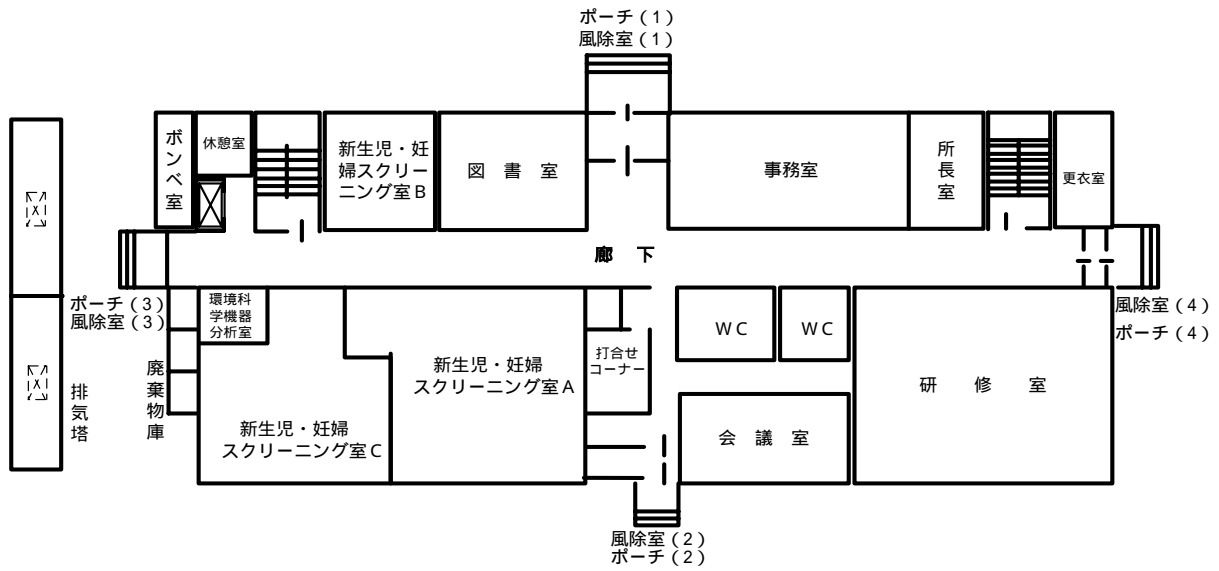 ポーチ（１）
風除室（１）
ボンベ室
休憩室
新生児・妊
婦スクリー
ニング室Ｂ
図 書 室
事務室
所長室
更衣室
廊 下
ポーチ（３）
風除室（３）
環境科
学機器
分析室
排気塔
廃棄物庫
新生児・妊婦
スクリーニング室Ｃ
新生児・妊婦
スクリーニング室Ａ
打合せ
コーナー
ＷＣ
ＷＣ
会 議 室
研 修 室
風除室（４）
ポーチ（４）
風除室（２）
ポーチ（２）